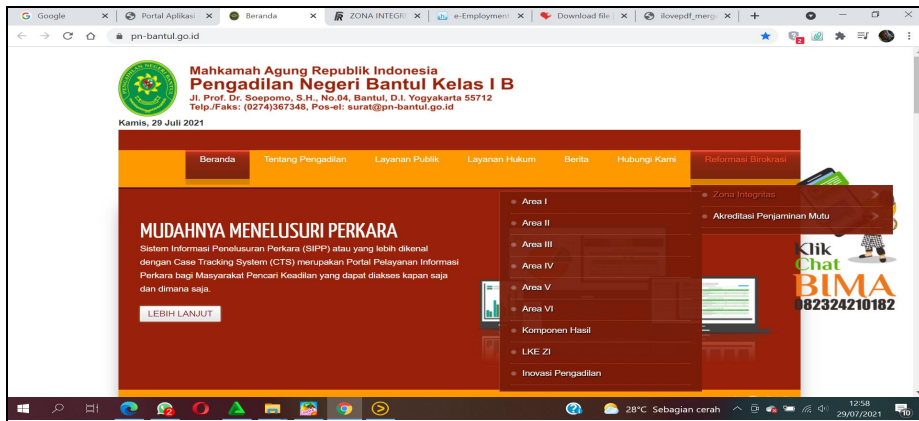 Google
Portal Aplikasi
Beranda
ZONA INTEGRI
e-Employment
Download file
ilovepdf_merge
pn-bantul.go.id
Mahkamah Agung Republik Indonesia
Pengadilan Negeri Bantul Kelas I B
Jl. Prof. Dr. Soepomo, S.H., No.04, Bantul, D.I. Yogyakarta 55712
Telp./Faks: (0274)367348, Pos-el: surat@pn-bantul.go.id
Kamis, 29 Juli 2021
Beranda
Tentang Pengadilan
Layanan Publik
Layanan Hukum
Berita
Hubungi Kami
Reformasi Birokrasi
Zona Integritas
Akreditasi Penjaminan Mutu
Area I
Area II
Area III
Area IV
Area V
Area VI
Komponen Hasil
LKE ZI
Inovasi Pengadilan
MUDAHNYA MENELUSURI PERKARA
Sistem Informasi Penelusuran Perkara (SIPP) atau yang lebih dikenal
dengan Case Tracking System (CTS) merupakan Portal Pelayanan Informasi
Perkara bagi Masyarakat Pencari Keadilan yang dapat diakses kapan saja
dan dimana saja.
LEBIH LANJUT
Klik
Chat
BIMA
082324210182
28°C Sebagian cerah
12:58
29/07/2021